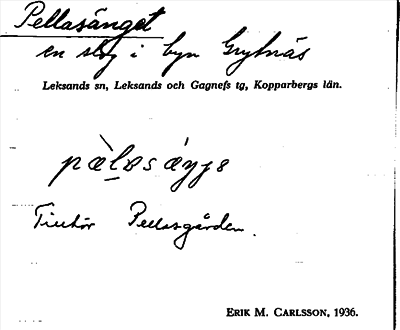 Pellasänget
en slog i byn Grytnäs
Leksands sn, Leksands och Gagnefs tg, Kopparbergs län.
Tillhör Pellasgården.
ERIK M. CARLSSON, 1936.